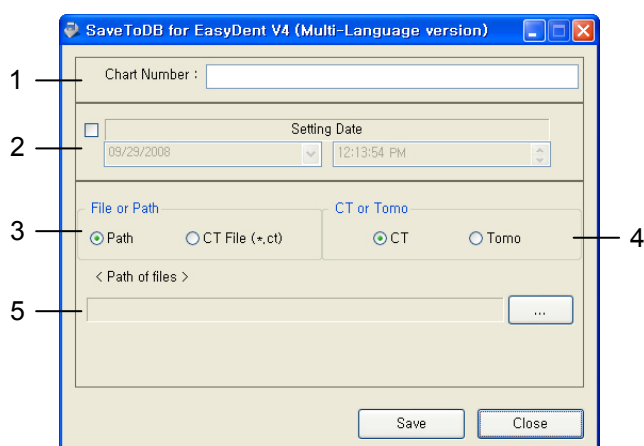 SaveToDB for EasyDent V4 (Multi-Language version)
1
Chart Number :
2
Setting Date
09/29/2008
12:13:54 PM
3
File or Path
CT or Tomo
Path
CT File (*.ct)
CT
Tomo
4
< Path of files >
5
...
Save
Close